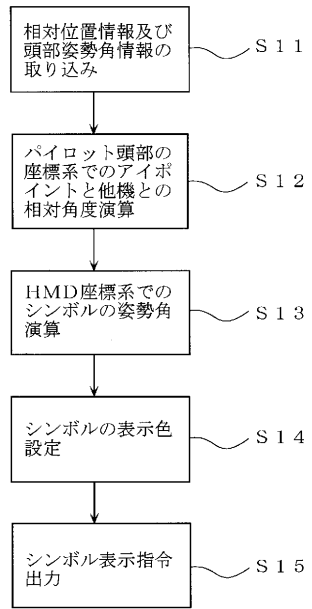 相対位置情報及び
頭部姿勢角情報の
取り込み
S11
パイロット頭部の
座標系でのアイポ
イントと他機との
相対角度演算
S12
HMD座標系での
シンボルの姿勢角
演算
S13
シンボルの表示色
設定
S14
シンボル表示指令
出力
S15